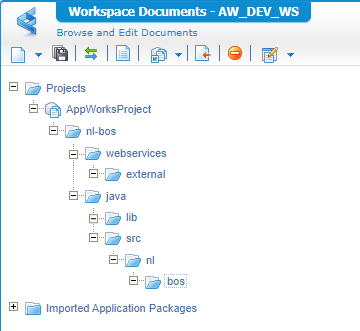 Workspace Documents - AW_DEV_WS
Browse and Edit Documents
Projects
AppWorksProject
nl-bos
webservices
external
java
lib
src
nl
bos
Imported Application Packages